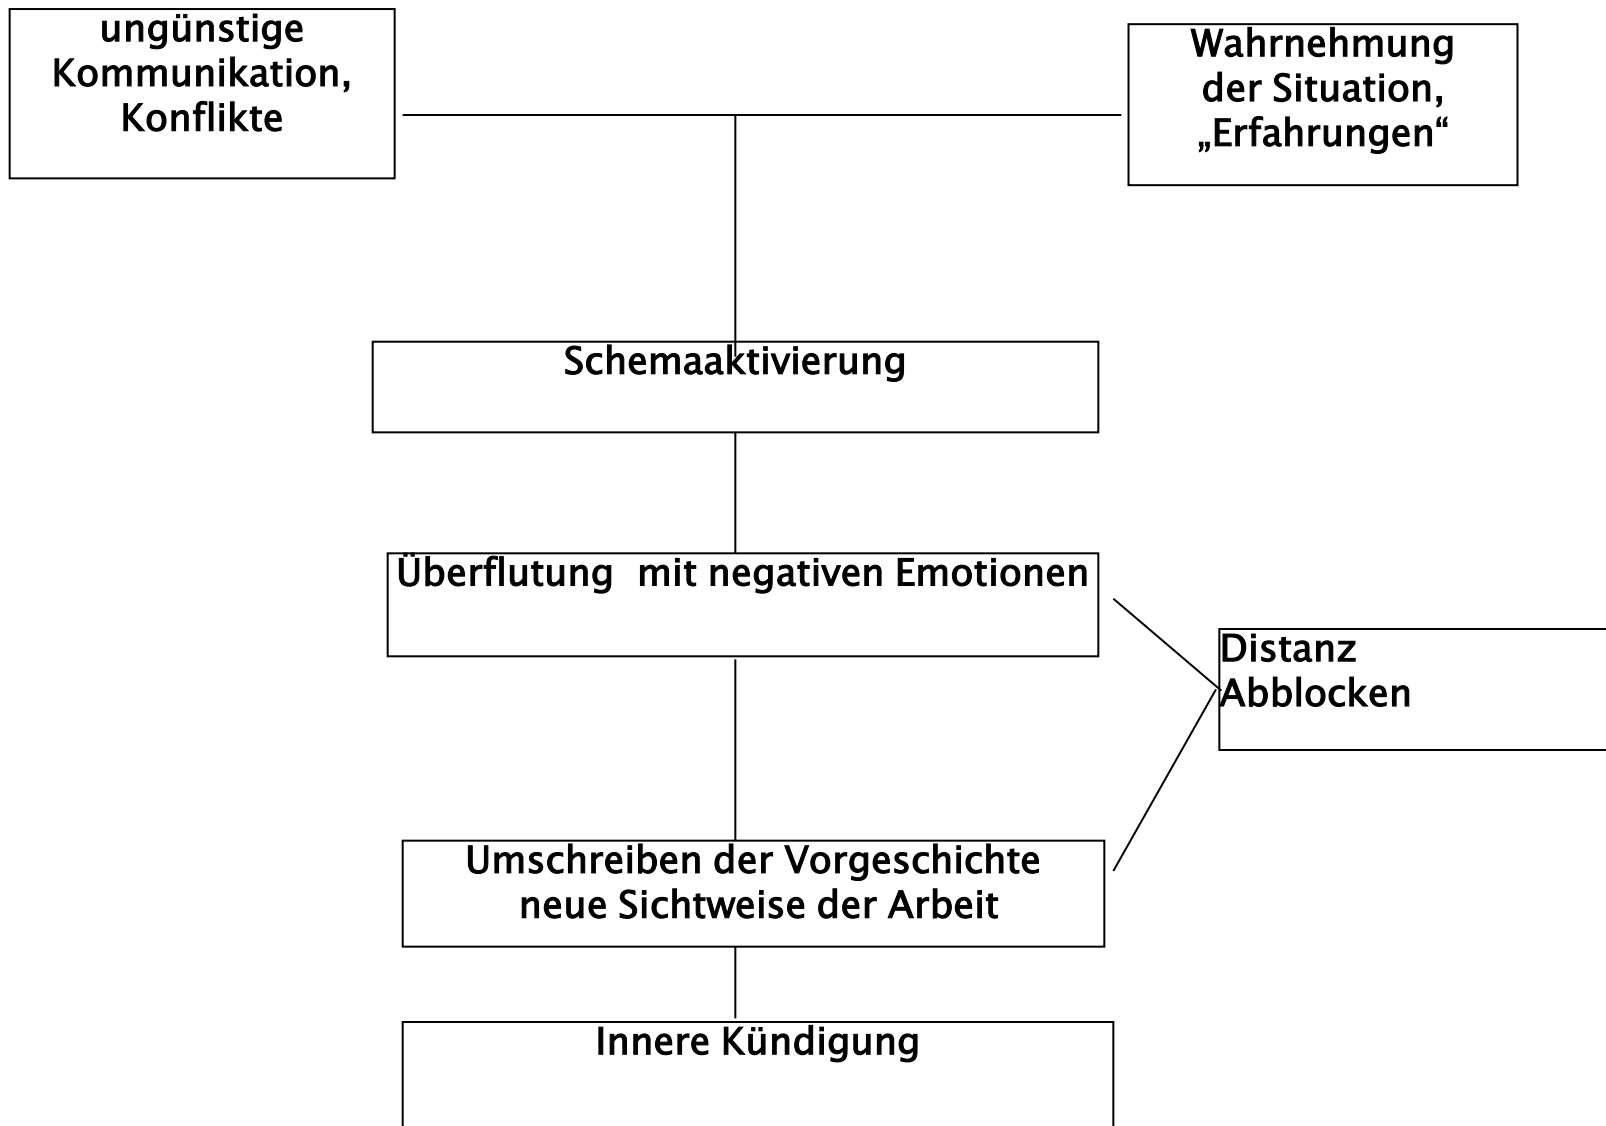 ungünstige
Kommunikation,
Konflikte
Wahrnehmung
der Situation,
„Erfahrungen“
Schemaaktivierung
Überflutung  mit negativen Emotionen
Distanz
Abblocken
Umschreiben der Vorgeschichte
neue Sichtweise der Arbeit
Innere Kündigung